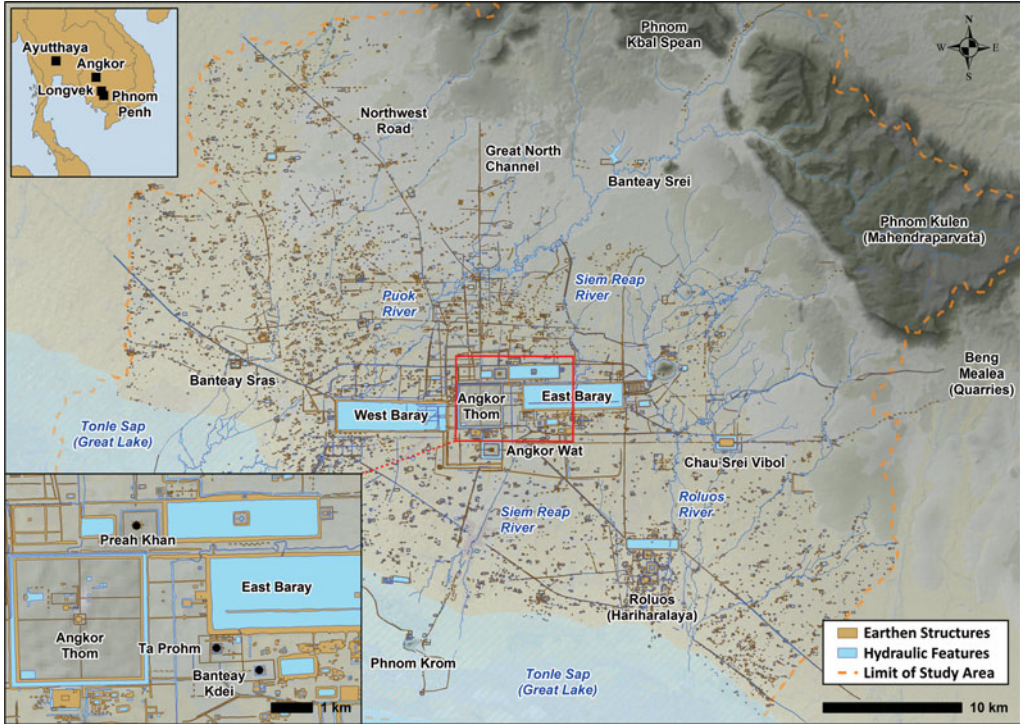 Ayutthaya
Angkor
Longvek
Phnom
Penh
Phnom
Kbal Spean
N
W
E
S
Northwest
Road
Great North
Channel
Banteay Srei
Phnom Kulen
(Mahendraparvata)
Puok
River
Siem Reap
River
Banteay Sras
West Baray
Angkor
Thom
East Baray
Beng
Mealea
(Quarries)
Tonle Sap
(Great Lake)
Angkor Wat
Chau Srei Vibol
Siem Reap
River
Roluos
River
Roluos
(Hariharalaya)
Phnom Krom
Tonle Sap
(Great Lake)
Preah Khan
East Baray
Angkor
Thom
Ta Prohm
Banteay
Kdei
1 km
Earthen Structures
Hydraulic Features
Limit of Study Area
10 km